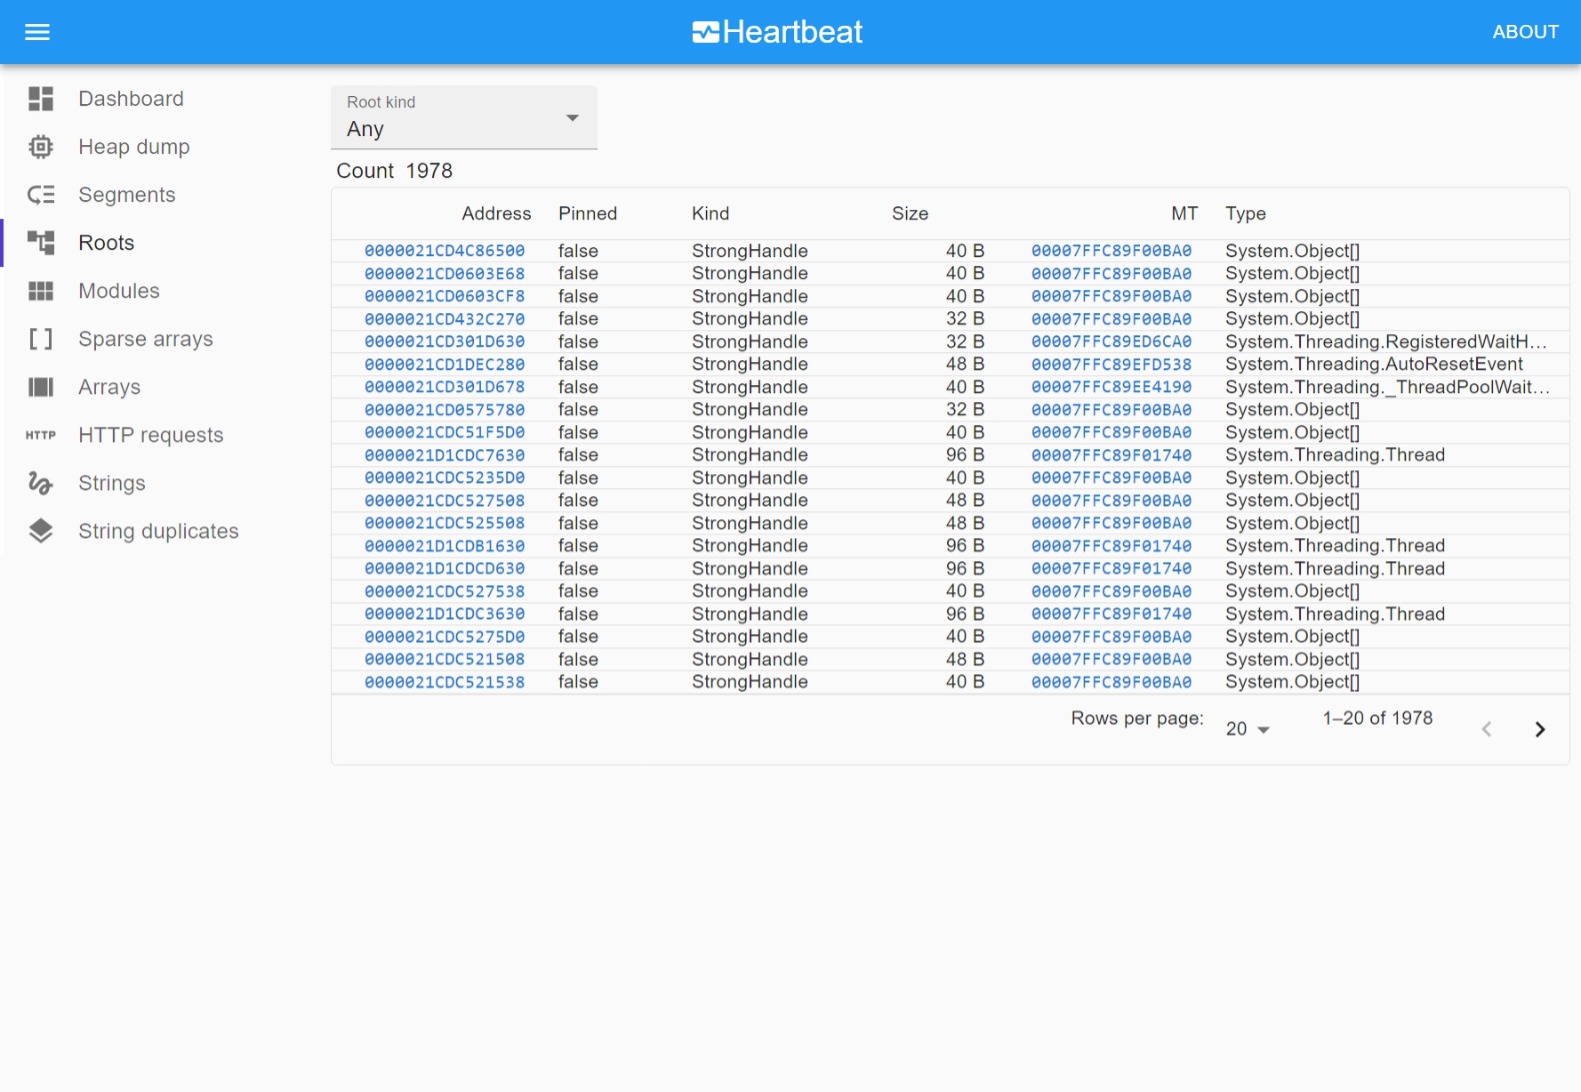 Heartbeat
ABOUT
Dashboard
Heap dump
Segments
Roots
Modules
Sparse arrays
Arrays
HTTP HTTP requests
Strings
String duplicates
Root kind
Any
Count 1978
Address Pinned Kind Size MT Type
0000021CD4C86500 false StrongHandle 40 B 00007FFC89F00BA0 System.Object[]
0000021CD0603E68 false StrongHandle 40 B 00007FFC89F00BA0 System.Object[]
0000021CD0603CF8 false StrongHandle 40 B 00007FFC89F00BA0 System.Object[]
0000021CD432C270 false StrongHandle 32 B 00007FFC89F00BA0 System.Object[]
0000021CD301D630 false StrongHandle 32 B 00007FFC89ED6CA0 System.Threading.RegisteredWaitH...
0000021CD1DEC280 false StrongHandle 48 B 00007FFC89EFD538 System.Threading.AutoResetEvent
0000021CD301D678 false StrongHandle 40 B 00007FFC89EE4190 System.Threading._ThreadPoolWait...
0000021CD0575780 false StrongHandle 32 B 00007FFC89F00BA0 System.Object[]
0000021CDC51F5D0 false StrongHandle 40 B 00007FFC89F00BA0 System.Object[]
0000021D1CDC7630 false StrongHandle 96 B 00007FFC89F01740 System.Threading.Thread
0000021CDC5235D0 false StrongHandle 40 B 00007FFC89F00BA0 System.Object[]
0000021CDC527508 false StrongHandle 48 B 00007FFC89F00BA0 System.Object[]
0000021CDC525508 false StrongHandle 48 B 00007FFC89F00BA0 System.Object[]
0000021D1CDB1630 false StrongHandle 96 B 00007FFC89F01740 System.Threading.Thread
0000021D1CDCD630 false StrongHandle 96 B 00007FFC89F01740 System.Threading.Thread
0000021CDC527538 false StrongHandle 40 B 00007FFC89F00BA0 System.Object[]
0000021D1CDC3630 false StrongHandle 96 B 00007FFC89F01740 System.Threading.Thread
0000021CDC5275D0 false StrongHandle 40 B 00007FFC89F00BA0 System.Object[]
0000021CDC521508 false StrongHandle 48 B 00007FFC89F00BA0 System.Object[]
0000021CDC521538 false StrongHandle 40 B 00007FFC89F00BA0 System.Object[]
Rows per page: 20 1–20 of 1978